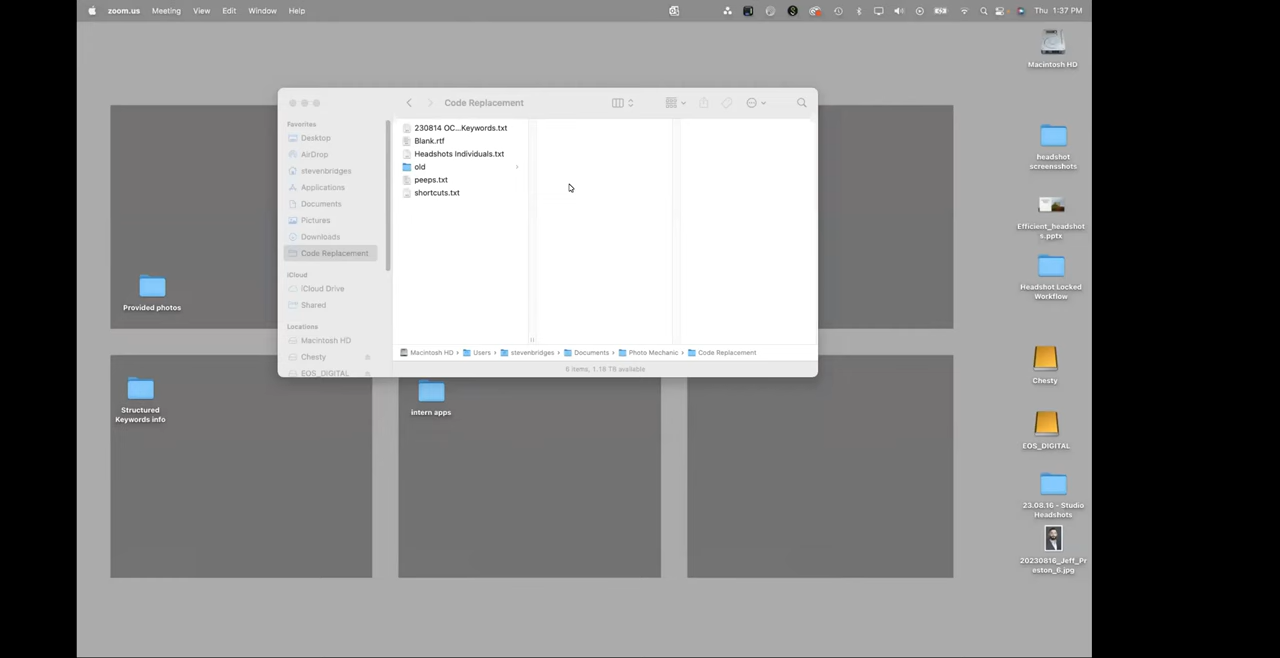 zoom.us Meeting View Edit Window Help Thu 1:37 PM
Macintosh HD
Code Replacement
Favorites
Desktop
AirDrop
stevenbridges
Applications
Documents
Pictures
Downloads
Code Replacement
iCloud
iCloud Drive
Shared
Locations
Macintosh HD
Chesty
EOS_DIGITAL
230814 OC...Keywords.txt
Blank.rtf
Headshots Individuals.txt
old
peeps.txt
shortcuts.txt
Macintosh HD › Users › stevenbridges › Documents › Photo Mechanic › Code Replacement
6 items, 1.18 TB available
headshot
screensshots
Efficient_headshot
s.pptx
Headshot Locked
Workflow
Provided photos
Chesty
Structured
Keywords info
intern apps
EOS_DIGITAL
23.08.16 - Studio
Headshots
20230816_Jeff_Pr
eston_6.jpg